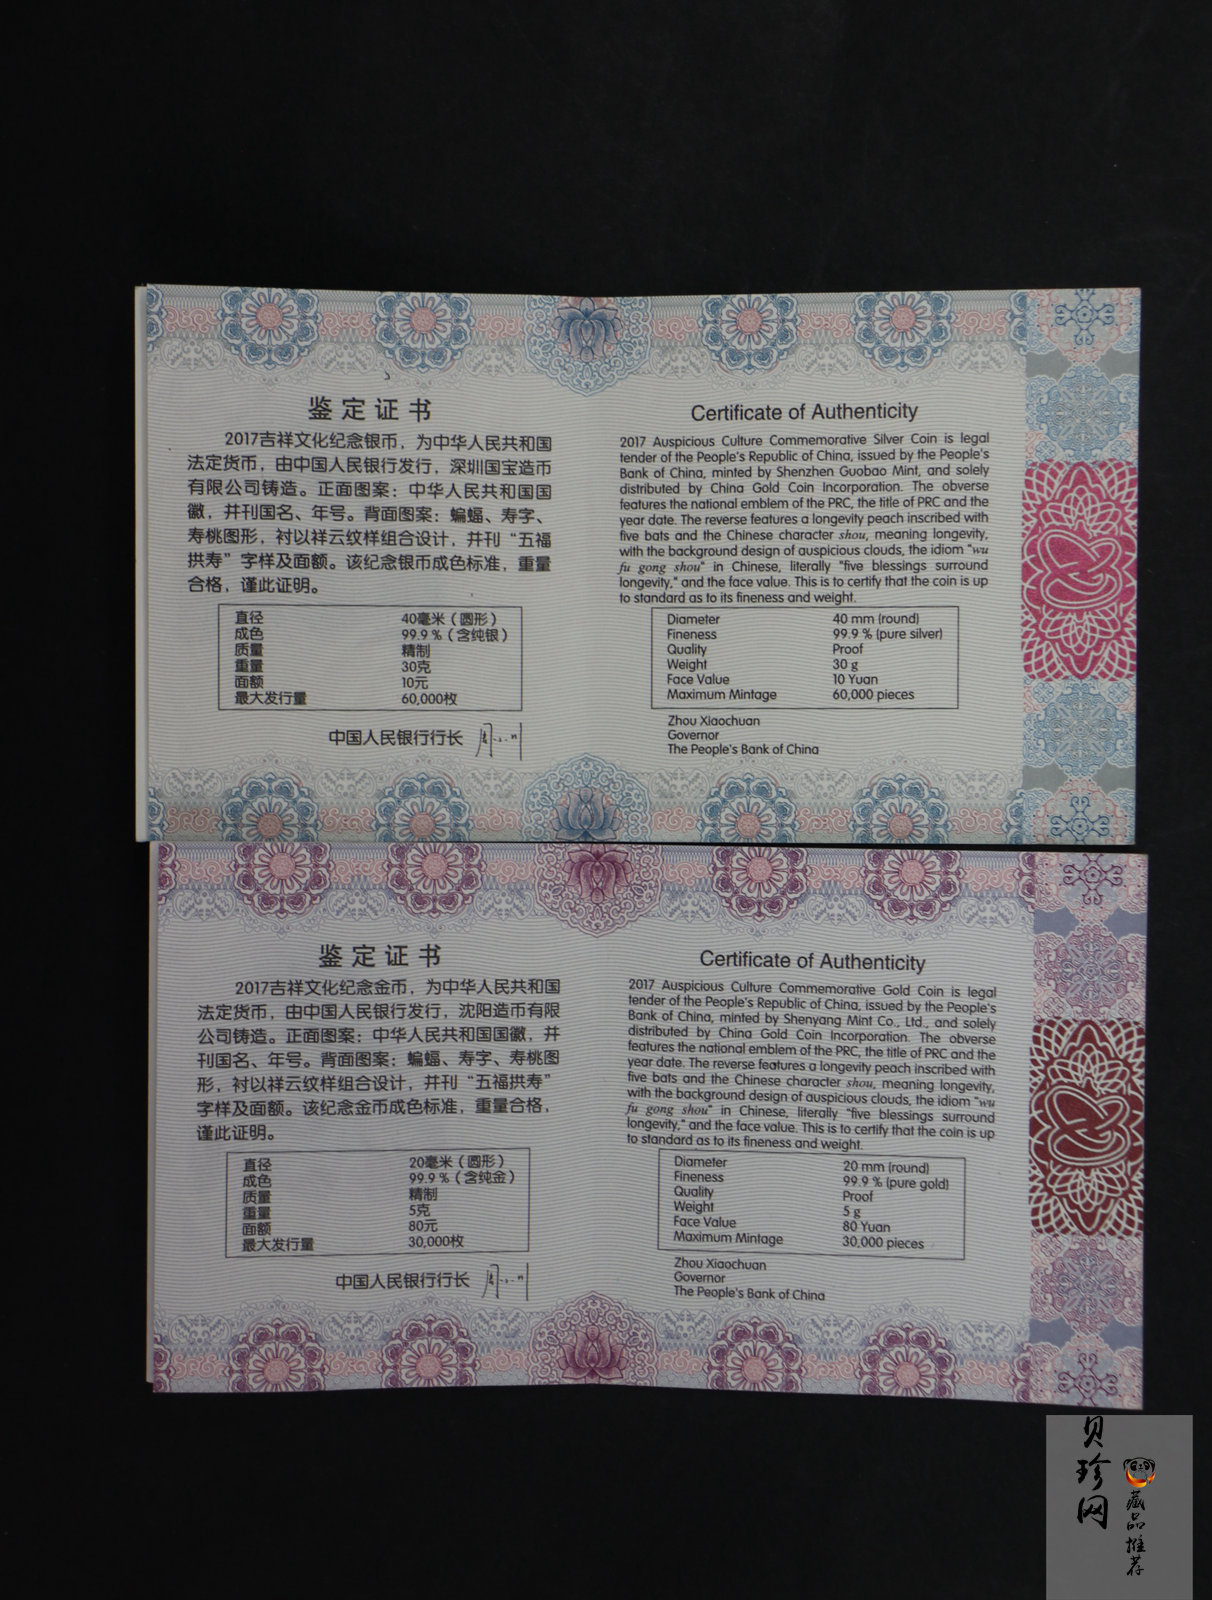 鉴定证书
2017吉祥文化纪念银币，为中华人民共和国
法定货币，由中国人民银行发行，深圳国宝造币
有限公司铸造。正面图案：中华人民共和国国
徽，并刊国名、年号。背面图案：蝙蝠、寿字、
寿桃图形，衬以祥云纹样组合设计，并刊“五福
拱寿”字样及面额。该纪念银币成色标准，重量
合格，谨此证明。
直径 40毫米（圆形）
成色 99.9％（含纯银）
质量 精制
重量 30克
面额 10元
最大发行量 60,000枚
中国人民银行行长
Certificate of Authenticity
2017 Auspicious Culture Commemorative Silver Coin is legal
tender of the People's Republic of China, issued by the People's
Bank of China, minted by Shenzhen Guobao Mint, and solely
distributed by China Gold Coin Incorporation. The obverse
features the national emblem of the PRC, the title of PRC and the
year date. The reverse features a longevity peach inscribed with
five bats and the Chinese character shou, meaning longevity,
with the background design of auspicious clouds, the idiom "wu
fu gong shou" in Chinese, literally "five blessings surround
longevity," and the face value. This is to certify that the coin is up
to standard as to its fineness and weight.
Diameter 40 mm (round)
Fineness 99.9 % (pure silver)
Quality Proof
Weight 30 g
Face Value 10 Yuan
Maximum Mintage 60,000 pieces
Zhou Xiaochuan
Governor
The People's Bank of China
鉴定证书
2017吉祥文化纪念金币，为中华人民共和国
法定货币，由中国人民银行发行，沈阳造币有限
公司铸造。正面图案：中华人民共和国国徽，并
刊国名、年号。背面图案：蝙蝠、寿字、寿桃图
形，衬以祥云纹样组合设计，并刊“五福拱寿”
字样及面额。该纪念金币成色标准，重量合格，
谨此证明。
直径 20毫米（圆形）
成色 99.9％（含纯金）
质量 精制
重量 5克
面额 80元
最大发行量 30,000枚
中国人民银行行长
Certificate of Authenticity
2017 Auspicious Culture Commemorative Gold Coin is legal
tender of the People's Republic of China, issued by the People's
Bank of China, minted by Shenyang Mint Co., Ltd., and solely
distributed by China Gold Coin Incorporation. The obverse
features the national emblem of the PRC, the title of PRC and the
year date. The reverse features a longevity peach inscribed with
five bats and the Chinese character shou, meaning longevity,
with the background design of auspicious clouds, the idiom "wu
fu gong shou" in Chinese, literally "five blessings surround
longevity," and the face value. This is to certify that the coin is up
to standard as to its fineness and weight.
Diameter 20 mm (round)
Fineness 99.9 % (pure gold)
Quality Proof
Weight 5 g
Face Value 80 Yuan
Maximum Mintage 30,000 pieces
Zhou Xiaochuan
Governor
The People's Bank of China
贝珍网
藏品推荐